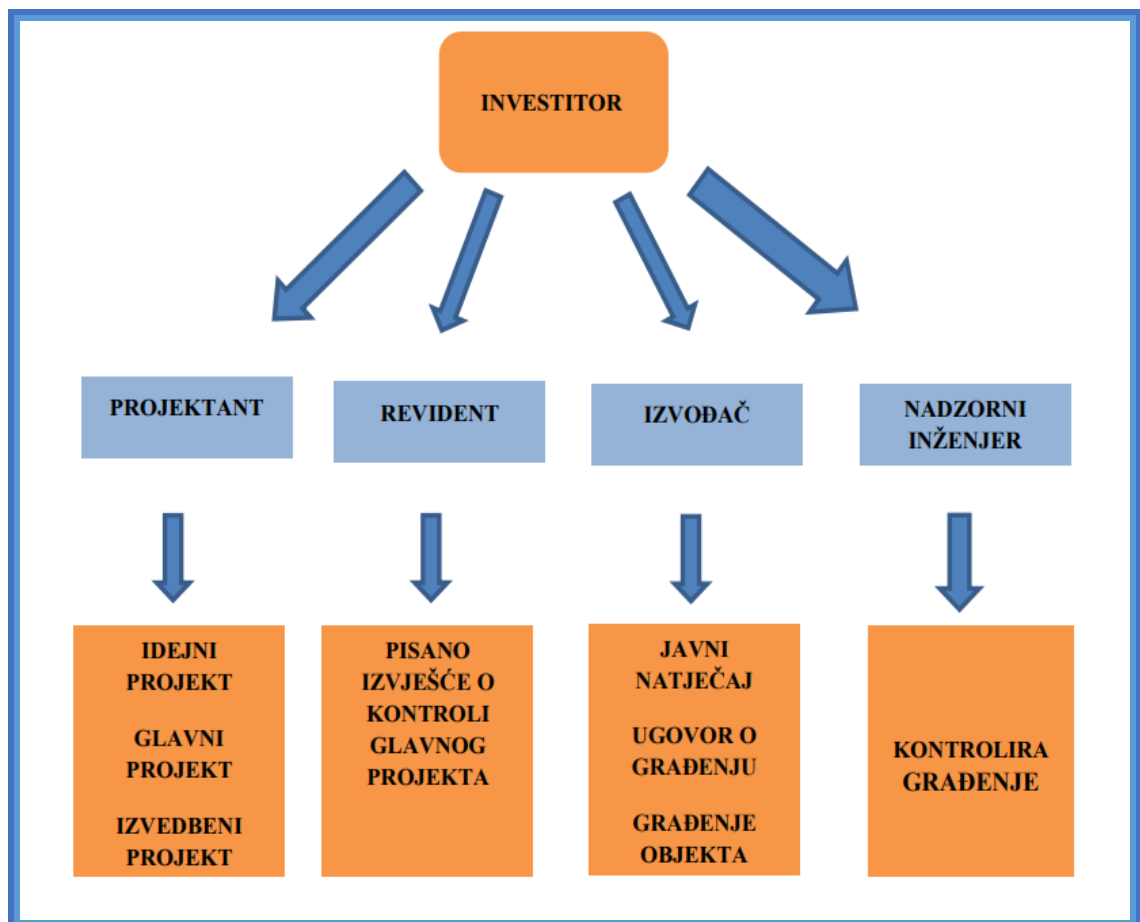 INVESTITOR
PROJEKTANT
REVIDENT
IZVOĐAČ
NADZORNI
INŽENJER
IDEJNI
PROJEKT
GLAVNI
PROJEKT
IZVEDBENI
PROJEKT
PISANO
IZVJEŠĆE O
KONTROLI
GLAVNOG
PROJEKTA
JAVNI
NATJEČAJ
UGOVOR O
GRAĐENJU
GRAĐENJE
OBJEKTA
KONTROLIRA
GRAĐENJE